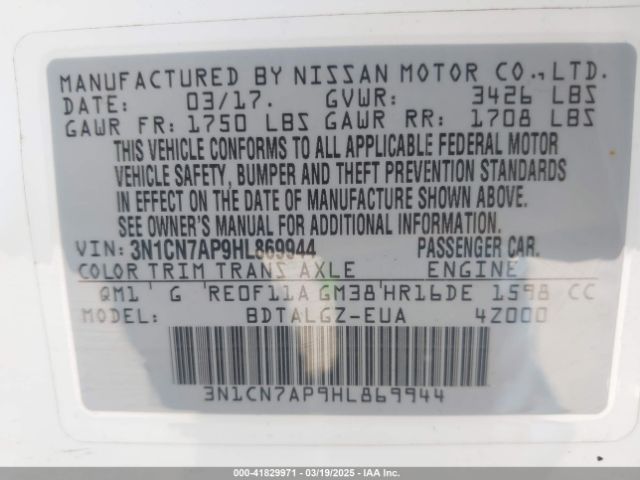 MANUFACTURED BY NISSAN MOTOR CO., LTD.
DATE: 03/17. GVWR: 3426 LBS
GAWR FR: 1750 LBS GAWR RR: 1708 LBS
THIS VEHICLE CONFORMS TO ALL APPLICABLE FEDERAL MOTOR
VEHICLE SAFETY, BUMPER AND THEFT PREVENTION STANDARDS
IN EFFECT ON THE DATE OF MANUFACTURE SHOWN ABOVE.
SEE OWNER'S MANUAL FOR ADDITIONAL INFORMATION.
VIN: 3N1CN7AP9HL869944 PASSENGER CAR.
COLOR TRIM TRANS AXLE ENGINE
QM1 G RE0F11A GM38 HR16DE 1598 CC
MODEL: BDTALGZ-EUA 4Z000
3N1CN7AP9HL869944
000-41829971 - 03/19/2025 - IAAI.com